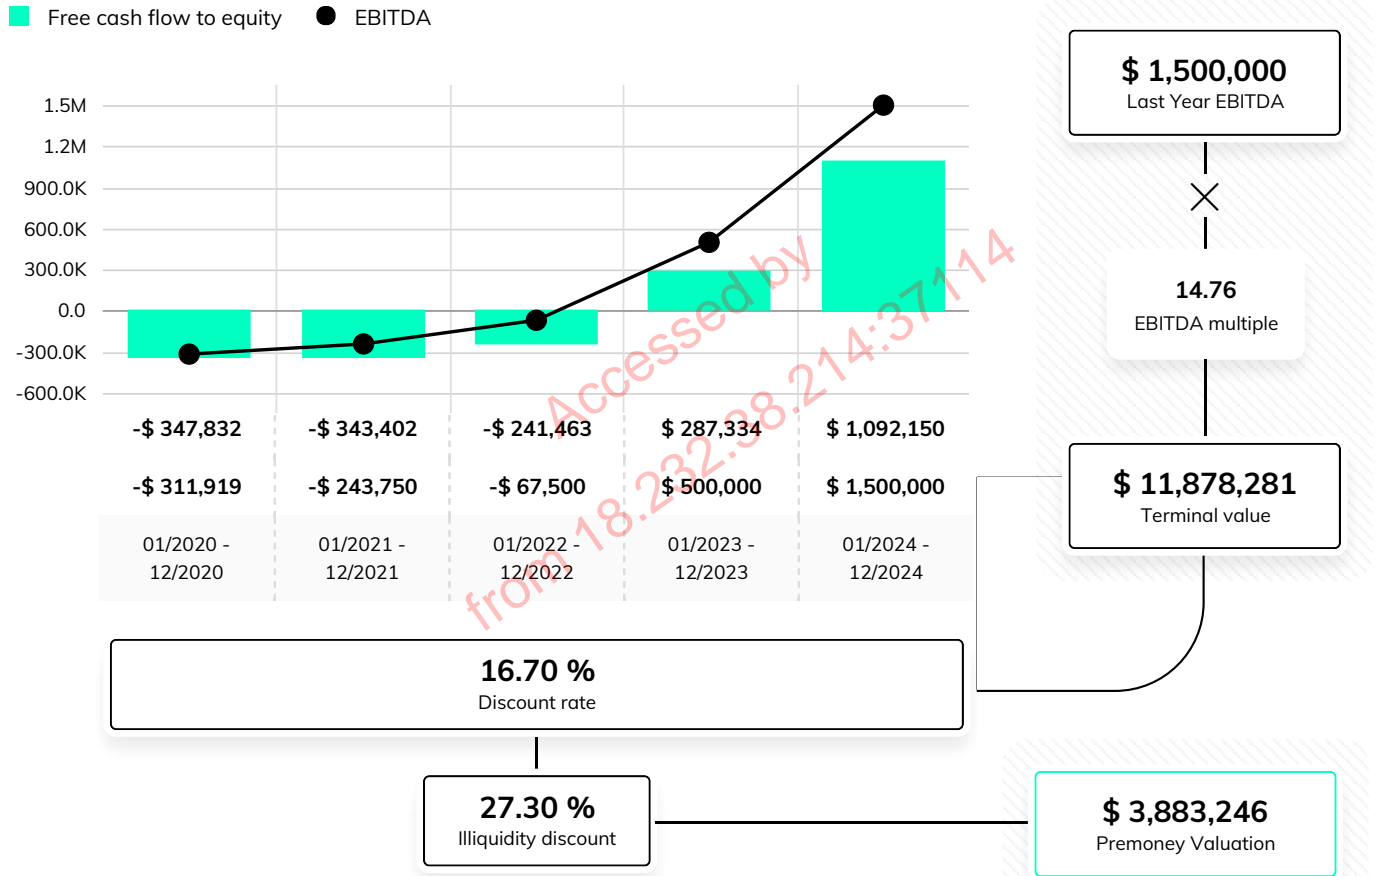 Free cash flow to equity
EBITDA
$ 1,500,000
Last Year EBITDA
1.5M
1.2M
900.0K
600.0K
300.0K
0.0
-300.0K
-600.0K
14.76
EBITDA multiple
-$ 347,832 -$ 343,402 -$ 241,463 $ 287,334 $ 1,092,150
-$ 311,919 -$ 243,750 -$ 67,500 $ 500,000 $ 1,500,000
01/2020 - 01/2021 - 01/2022 - 01/2023 - 01/2024 -
12/2020 12/2021 12/2022 12/2023 12/2024
$ 11,878,281
Terminal value
16.70 %
Discount rate
27.30 %
Illiquidity discount
$ 3,883,246
Premoney Valuation
Accessed by
from 18.232.38.214:37114